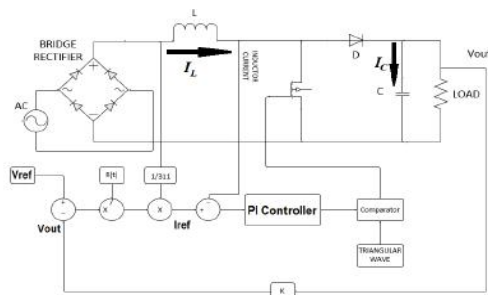 L
BRIDGE
RECTIFIER
I_L
INDUCTOR
CURRENT
D
I_C
Vout
C
LOAD
AC
Vref
1/311
Vout
X
X
Iref
PI Controller
Comparator
TRIANGULAR
WAVE
K